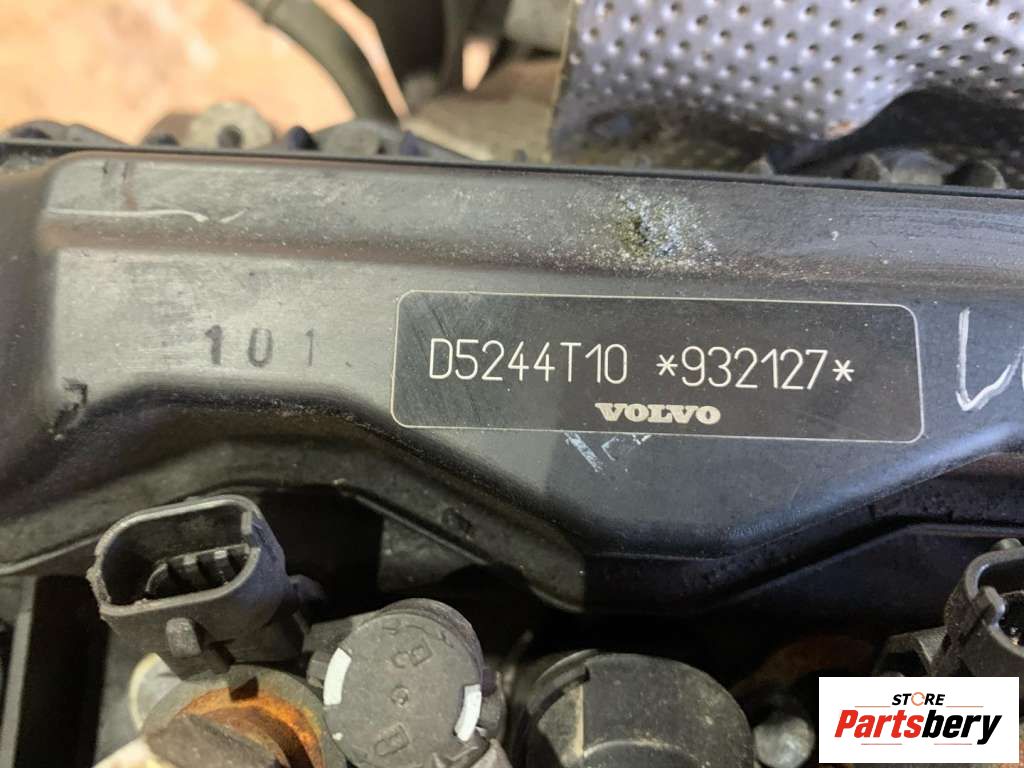 101
D5244T10 *932127*
VOLVO
B
B
STORE
Partsbery